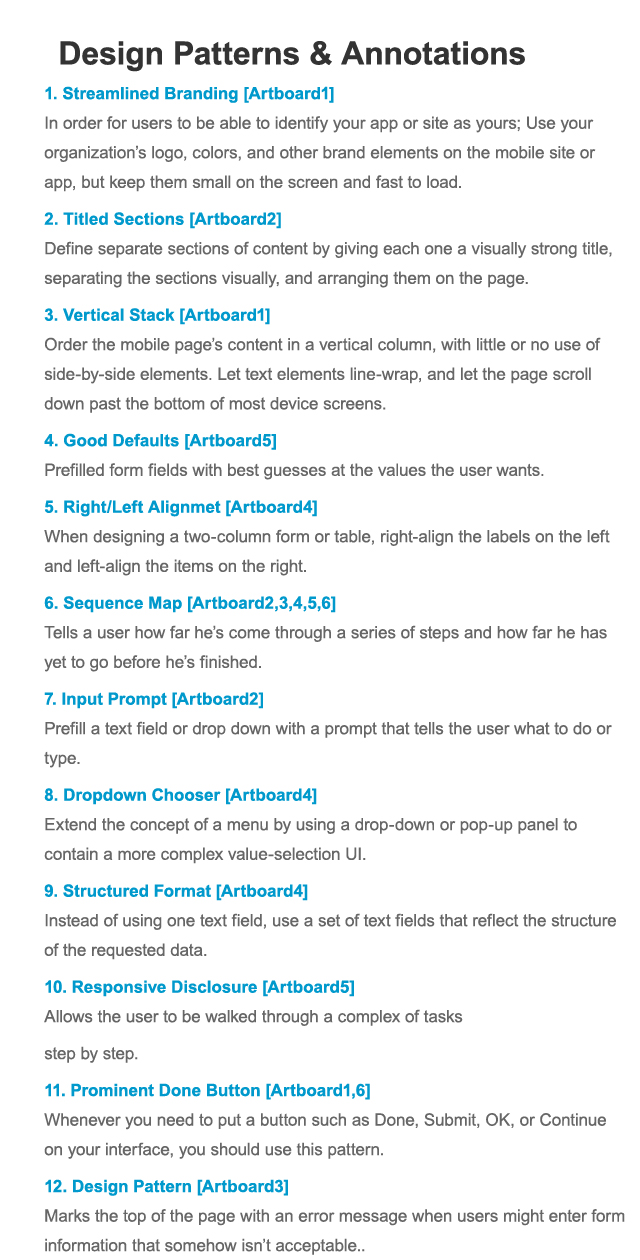 Design Patterns & Annotations
1. Streamlined Branding [Artboard1]
In order for users to be able to identify your app or site as yours; Use your
organization’s logo, colors, and other brand elements on the mobile site or
app, but keep them small on the screen and fast to load.
2. Titled Sections [Artboard2]
Define separate sections of content by giving each one a visually strong title,
separating the sections visually, and arranging them on the page.
3. Vertical Stack [Artboard1]
Order the mobile page’s content in a vertical column, with little or no use of
side-by-side elements. Let text elements line-wrap, and let the page scroll
down past the bottom of most device screens.
4. Good Defaults [Artboard5]
Prefilled form fields with best guesses at the values the user wants.
5. Right/Left Alignmet [Artboard4]
When designing a two-column form or table, right-align the labels on the left
and left-align the items on the right.
6. Sequence Map [Artboard2,3,4,5,6]
Tells a user how far he’s come through a series of steps and how far he has
yet to go before he’s finished.
7. Input Prompt [Artboard2]
Prefill a text field or drop down with a prompt that tells the user what to do or
type.
8. Dropdown Chooser [Artboard4]
Extend the concept of a menu by using a drop-down or pop-up panel to
contain a more complex value-selection UI.
9. Structured Format [Artboard4]
Instead of using one text field, use a set of text fields that reflect the structure
of the requested data.
10. Responsive Disclosure [Artboard5]
Allows the user to be walked through a complex of tasks
step by step.
11. Prominent Done Button [Artboard1,6]
Whenever you need to put a button such as Done, Submit, OK, or Continue
on your interface, you should use this pattern.
12. Design Pattern [Artboard3]
Marks the top of the page with an error message when users might enter form
information that somehow isn’t acceptable..